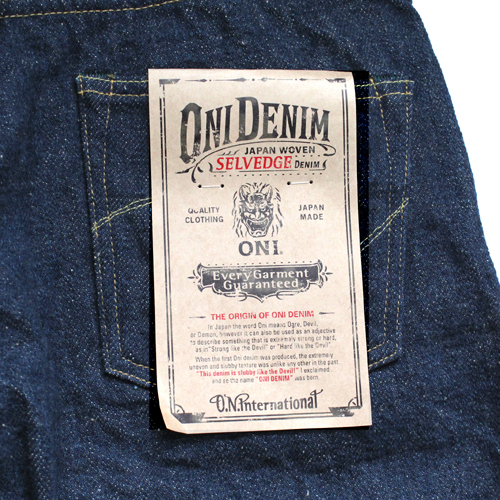 ONI DENIM
JAPAN WOVEN
SELVEDGE DENIM
QUALITY CLOTHING
JAPAN MADE
ONI.
Every Garment
Guaranteed
THE ORIGIN OF ONI DENIM
In Japan the word Oni means Ogre, Devil,
or Demon, however it can also be used as an adjective
to describe something that is extremely strong or hard,
as in "Strong like the Devil!" or "Hard like the Devil!".
When the first Oni denim was produced, the extremely
uneven and slubby texture was unlike any other in the past.
"This denim is slubby like the Devil!" I exclaimed,
and so the name "ONI DENIM" was born.
O.N.International